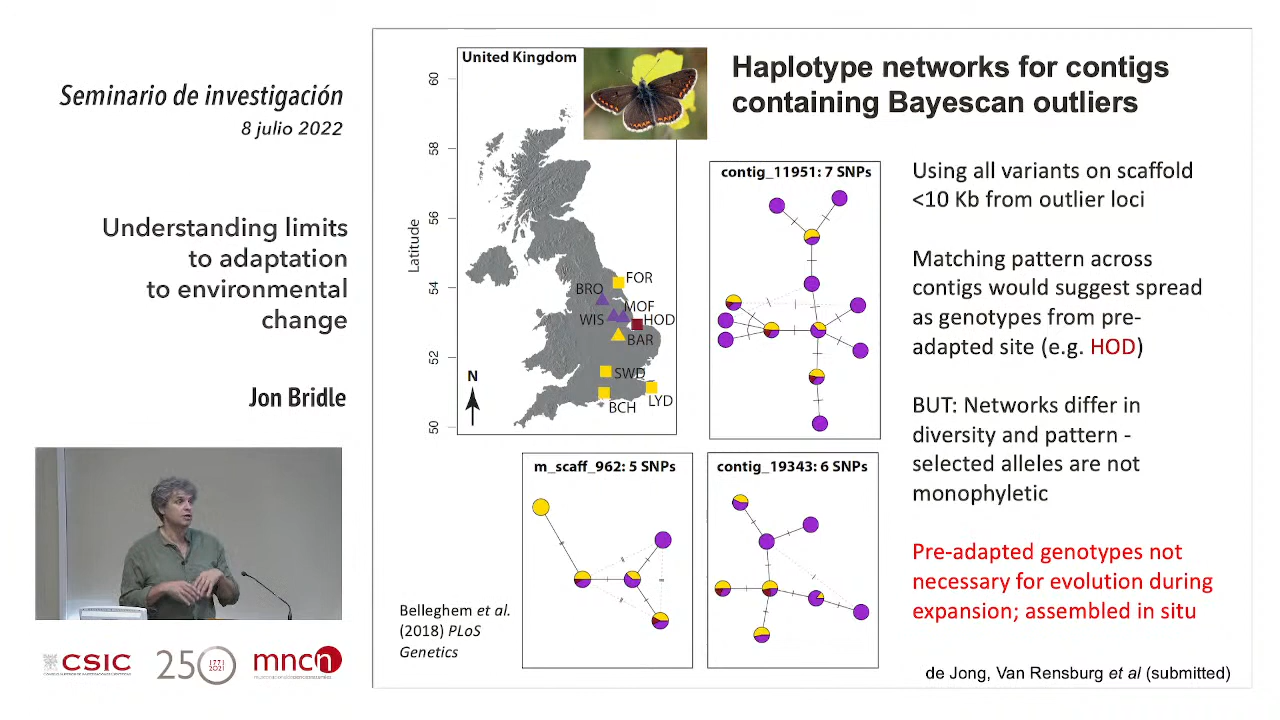 Seminario de investigación
8 julio 2022
Understanding limits
to adaptation
to environmental
change
Jon Bridle
CSIC
250
1771
2021
mncn
United Kingdom
Latitude
60
58
56
54
52
50
N
FOR
BRO
MOF
WIS
HOD
BAR
SWD
LYD
BCH
Haplotype networks for contigs
containing Bayescan outliers
contig_11951: 7 SNPs
m_scaff_962: 5 SNPs
contig_19343: 6 SNPs
Using all variants on scaffold
<10 Kb from outlier loci
Matching pattern across
contigs would suggest spread
as genotypes from pre-
adapted site (e.g. HOD)
BUT: Networks differ in
diversity and pattern -
selected alleles are not
monophyletic
Pre-adapted genotypes not
necessary for evolution during
expansion; assembled in situ
Belleghem et al.
(2018) PLoS
Genetics
de Jong, Van Rensburg et al (submitted)